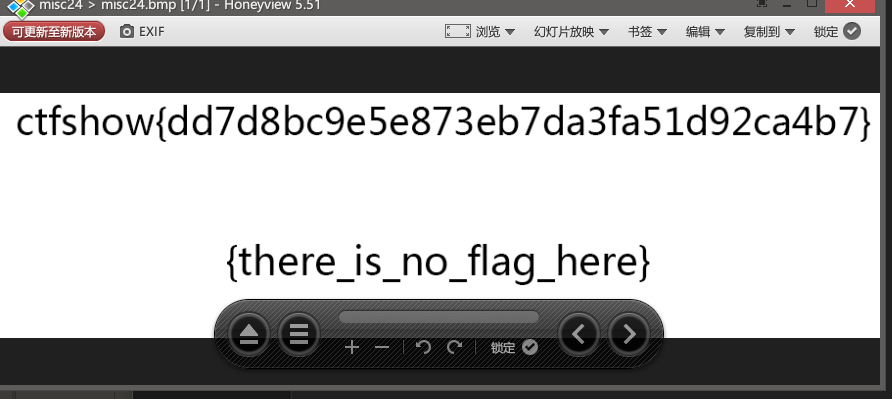 misc24 > misc24.bmp [1/1] - Honeyview 5.51
可更新至新版本 EXIF 浏览 幻灯片放映 书签 编辑 复制到 锁定
ctfshow{dd7d8bc9e5e873eb7da3fa51d92ca4b7}
{there_is_no_flag_here}
锁定